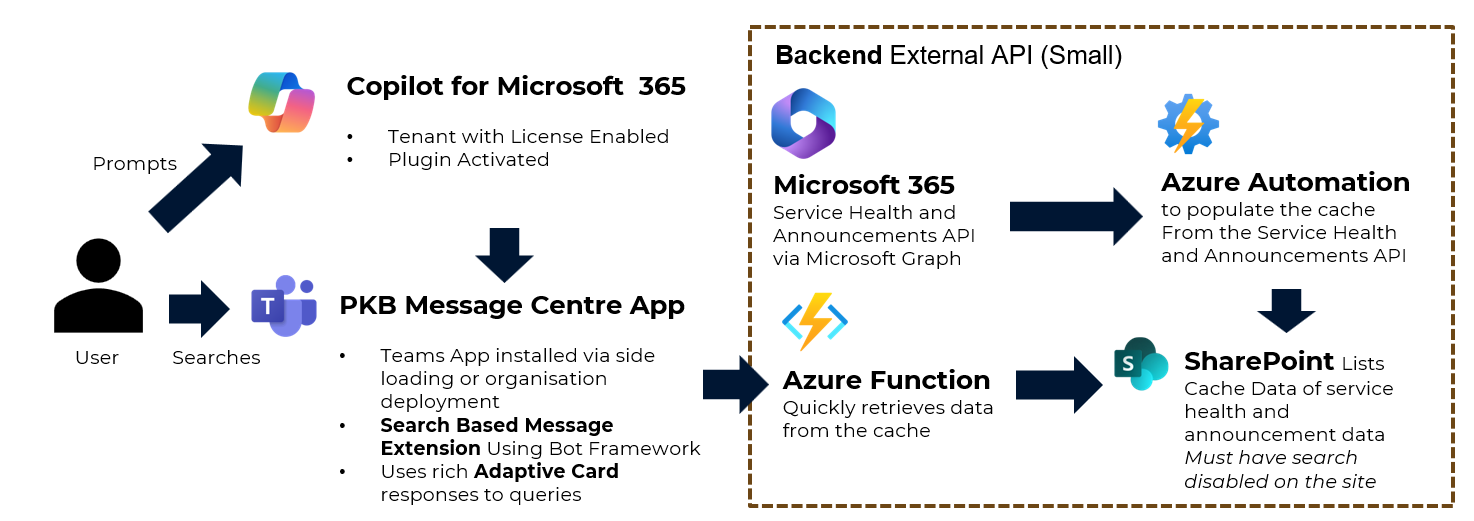 Backend External API (Small)
Copilot for Microsoft 365
• Tenant with License Enabled
• Plugin Activated
Prompts
Microsoft 365
Service Health and
Announcements API
via Microsoft Graph
Azure Automation
to populate the cache
From the Service Health
and Announcements API
User
Searches
T
PKB Message Centre App
• Teams App installed via side
loading or organisation
deployment
• Search Based Message
Extension Using Bot Framework
• Uses rich Adaptive Card
responses to queries
Azure Function
Quickly retrieves data
from the cache
S
SharePoint Lists
Cache Data of service
health and
announcement data
Must have search
disabled on the site